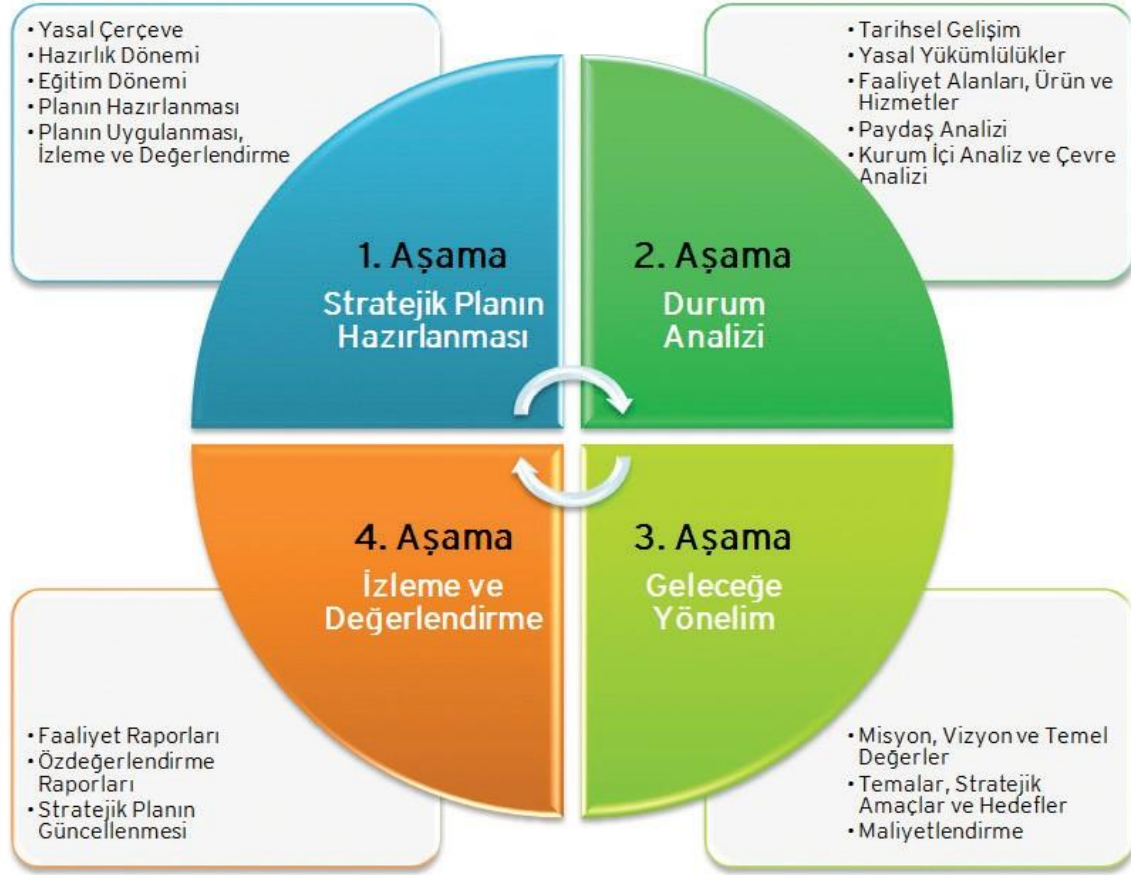 • Yasal Çerçeve
• Hazırlık Dönemi
• Eğitim Dönemi
• Planın Hazırlanması
• Planın Uygulanması,
İzleme ve Değerlendirme
• Tarihsel Gelişim
• Yasal Yükümlülükler
• Faaliyet Alanları, Ürün ve
Hizmetler
• Paydaş Analizi
• Kurum İçi Analiz ve Çevre
Analizi
1. Aşama
Stratejik Planın
Hazırlanması
2. Aşama
Durum
Analizi
4. Aşama
İzleme ve
Değerlendirme
3. Aşama
Geleceğe
Yönelim
• Faaliyet Raporları
• Özdeğerlendirme
Raporları
• Stratejik Planın
Güncellenmesi
• Misyon, Vizyon ve Temel
Değerler
• Temalar, Stratejik
Amaçlar ve Hedefler
• Maliyetlendirme